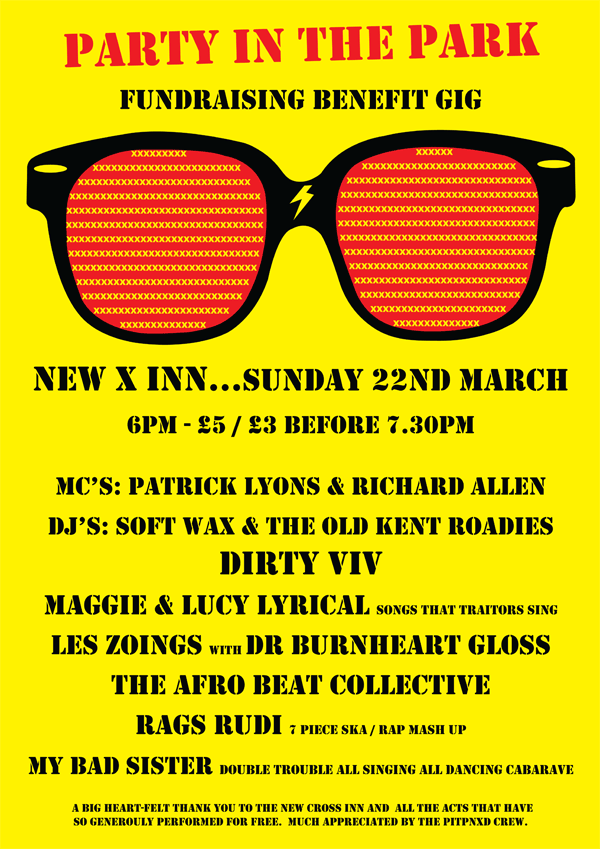 PARTY IN THE PARK
FUNDRAISING BENEFIT GIG
NEW X INN...SUNDAY 22ND MARCH
6PM - £5 / £3 BEFORE 7.30PM
MC'S: PATRICK LYONS & RICHARD ALLEN
DJ'S: SOFT WAX & THE OLD KENT ROADIES
DIRTY VIV
MAGGIE & LUCY LYRICAL SONGS THAT TRAITORS SING
LES ZOINGS WITH DR BURNHEART GLOSS
THE AFRO BEAT COLLECTIVE
RAGS RUDI 7 PIECE SKA / RAP MASH UP
MY BAD SISTER DOUBLE TROUBLE ALL SINGING ALL DANCING CABARAVE
A BIG HEART-FELT THANK YOU TO THE NEW CROSS INN AND ALL THE ACTS THAT HAVE
SO GENEROULY PERFORMED FOR FREE. MUCH APPRECIATED BY THE PITPNXD CREW.